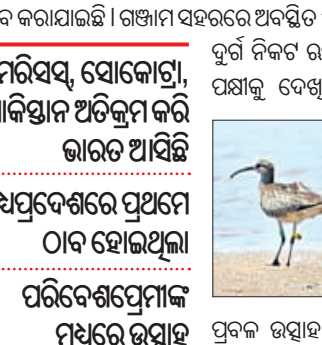 ବ କରାଯାଇଛି । ଗଞ୍ଜାମ ସହରରେ ଅବସ୍ଥିତ
ମରିସସ୍, ସୋକୋଟ୍ରା,
ପାକିସ୍ତାନ ଅତିକ୍ରମ କରି
ଭାରତ ଆସିଛି
ମଧ୍ୟପ୍ରଦେଶରେ ପ୍ରଥମେ
ଠାବ ହୋଇଥିଲା
ପରିବେଶପ୍ରେମୀଙ୍କ
ମଧ୍ୟରେ ଉତ୍ସାହ
ଦୁର୍ଗ ନିକଟ
ପକ୍ଷୀକୁ ଦେଖି
ପ୍ରବଳ ଉତ୍ସାହ